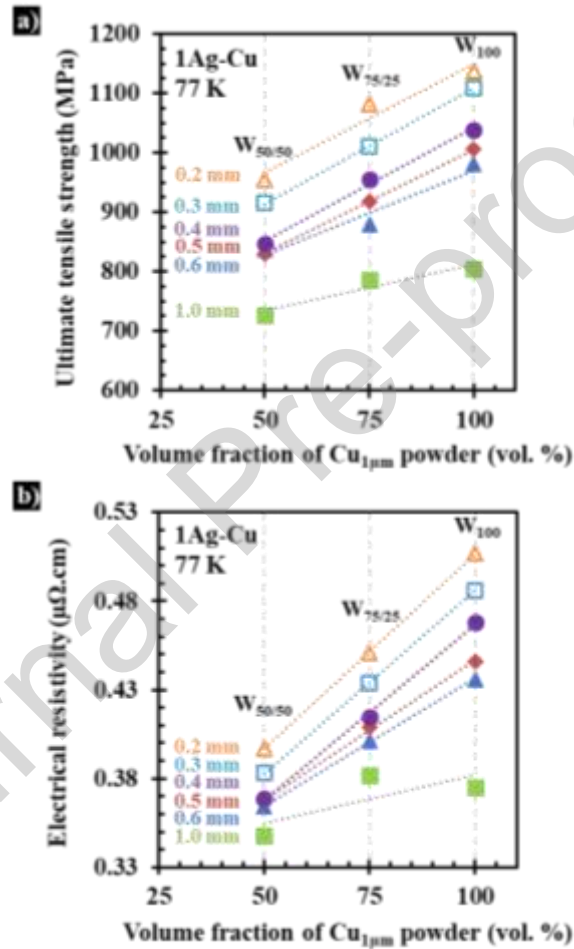 a)
1200
1100
1000
900
800
700
600
Ultimate tensile strength (MPa)
1Ag-Cu
77 K
W50/50
W75/25
W100
0.2 mm
0.3 mm
0.4 mm
0.5 mm
0.6 mm
1.0 mm
25
50
75
100
Volume fraction of Cu1μm powder (vol. %)
b)
0.53
0.48
0.43
0.38
0.33
Electrical resistivity (μΩ.cm)
1Ag-Cu
77 K
W50/50
W75/25
W100
0.2 mm
0.3 mm
0.4 mm
0.5 mm
0.6 mm
1.0 mm
25
50
75
100
Volume fraction of Cu1μm powder (vol. %)
rnal Pre-pro